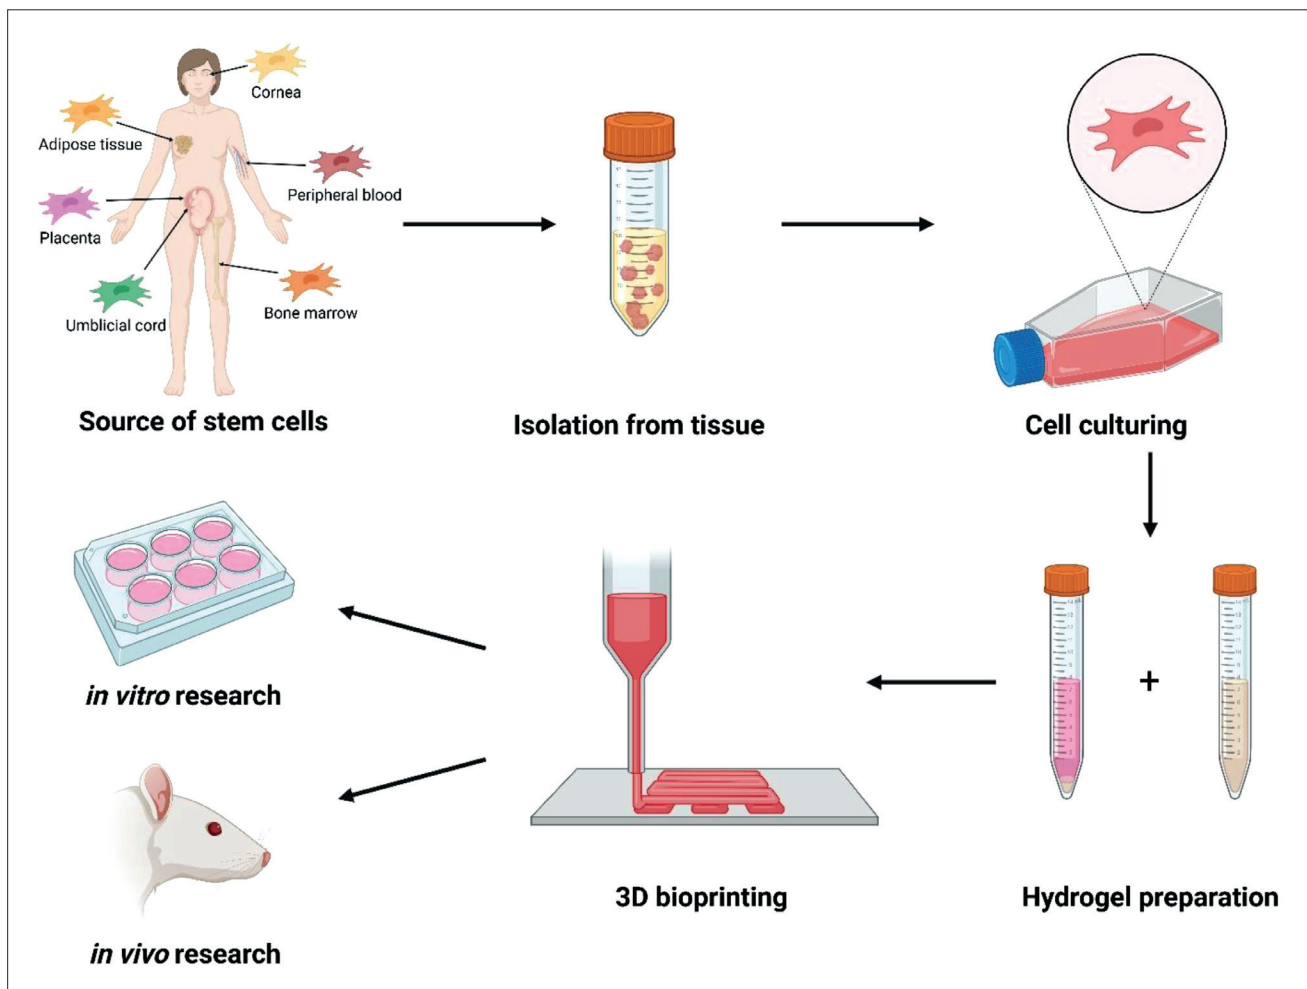 Cornea
Adipose tissue
Peripheral blood
Placenta
Umblicial cord
Bone marrow
Source of stem cells
Isolation from tissue
Cell culturing
in vitro research
+
3D bioprinting
Hydrogel preparation
in vivo research